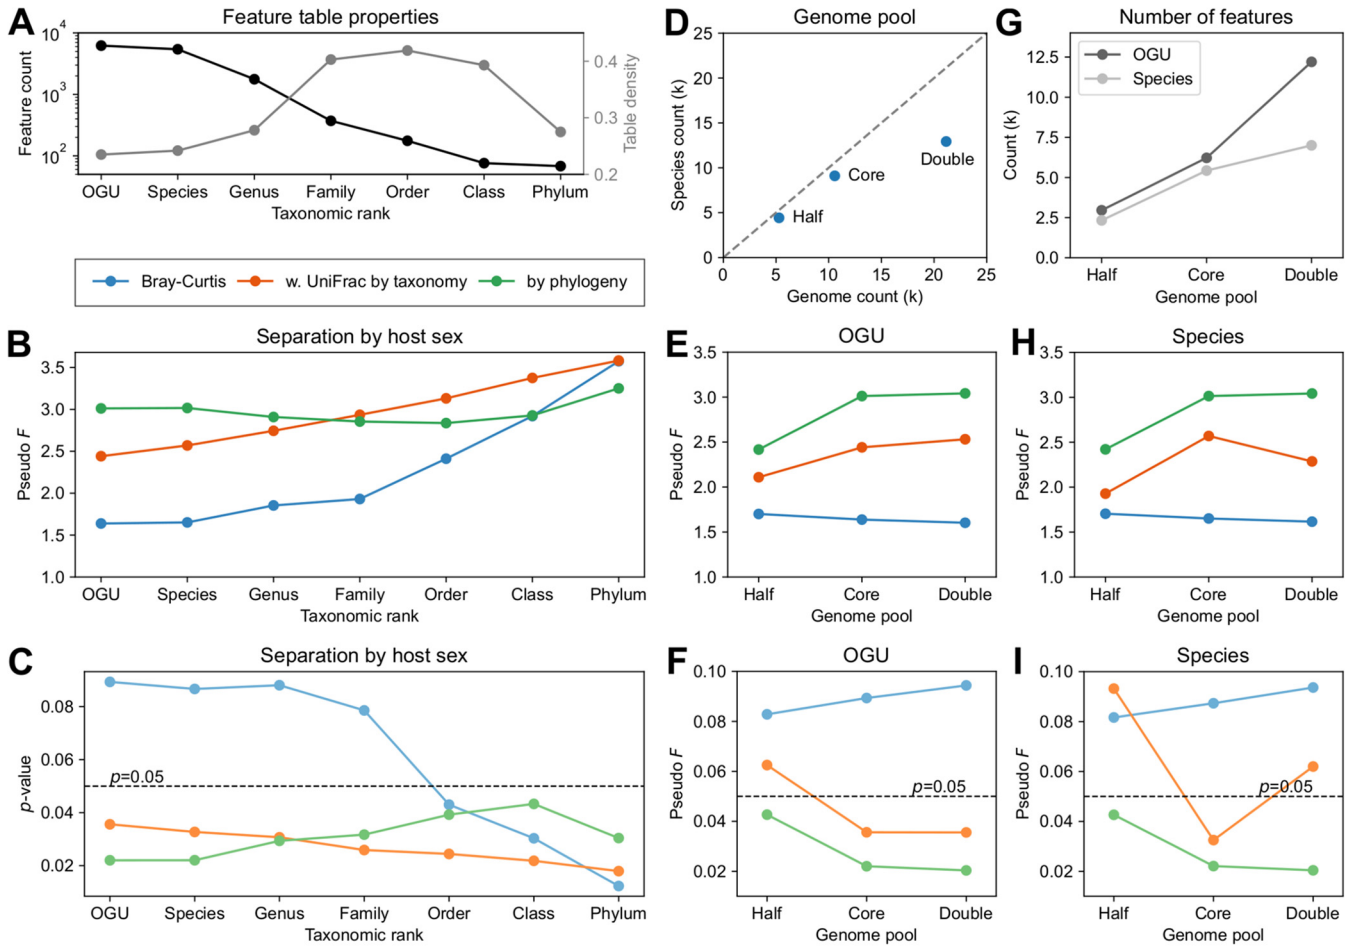 A
Feature table properties
Feature count
10^4
10^3
10^2
0.4
0.3
0.2
Table density
OGU Species Genus Family Order Class Phylum
Taxonomic rank
Bray-Curtis w. UniFrac by taxonomy by phylogeny
D
Genome pool
Species count (k)
25
20
15
10
5
0
Double
Core
Half
0 5 10 15 20 25
Genome count (k)
G
Number of features
OGU
Species
Count (k)
12.5
10.0
7.5
5.0
2.5
0.0
Half Core Double
Genome pool
B
Separation by host sex
Pseudo F
3.5
3.0
2.5
2.0
1.5
1.0
OGU Species Genus Family Order Class Phylum
Taxonomic rank
E
OGU
Pseudo F
3.5
3.0
2.5
2.0
1.5
1.0
Half Core Double
Genome pool
H
Species
Pseudo F
3.5
3.0
2.5
2.0
1.5
1.0
Half Core Double
Genome pool
C
Separation by host sex
p-value
0.08
0.06
0.04
0.02
p=0.05
OGU Species Genus Family Order Class Phylum
Taxonomic rank
F
OGU
Pseudo F
0.10
0.08
0.06
0.04
0.02
p=0.05
Half Core Double
Genome pool
I
Species
Pseudo F
0.10
0.08
0.06
0.04
0.02
p=0.05
Half Core Double
Genome pool